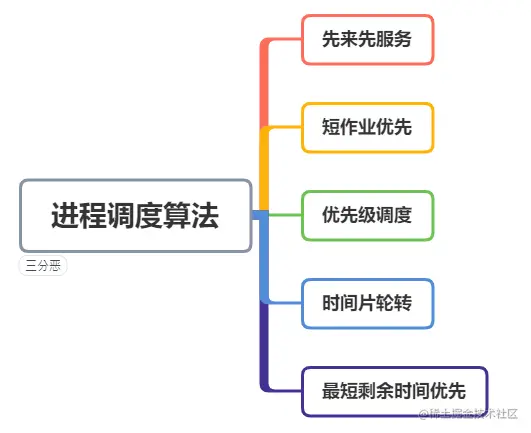 先来先服务
短作业优先
进程调度算法
优先级调度
三分恶
时间片轮转
最短剩余时间优先
@稀土掘金技术社区